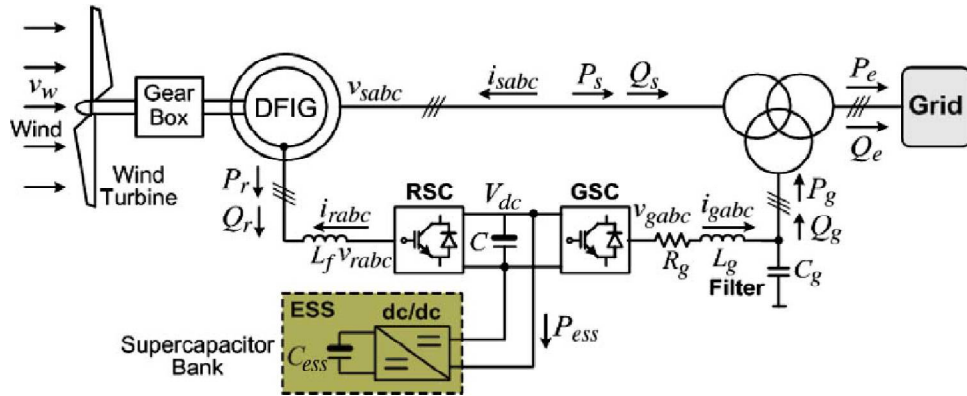 v_w
Wind
Wind
Turbine
Gear
Box
DFIG
v_sabc
i_sabc
P_s
Q_s
P_e
Q_e
Grid
P_r
Q_r
i_rabc
L_f
v_rabc
RSC
V_dc
C
GSC
v_gabc
i_gabc
R_g
L_g
Filter
C_g
P_g
Q_g
ESS
dc/dc
C_ess
P_ess
Supercapacitor
Bank